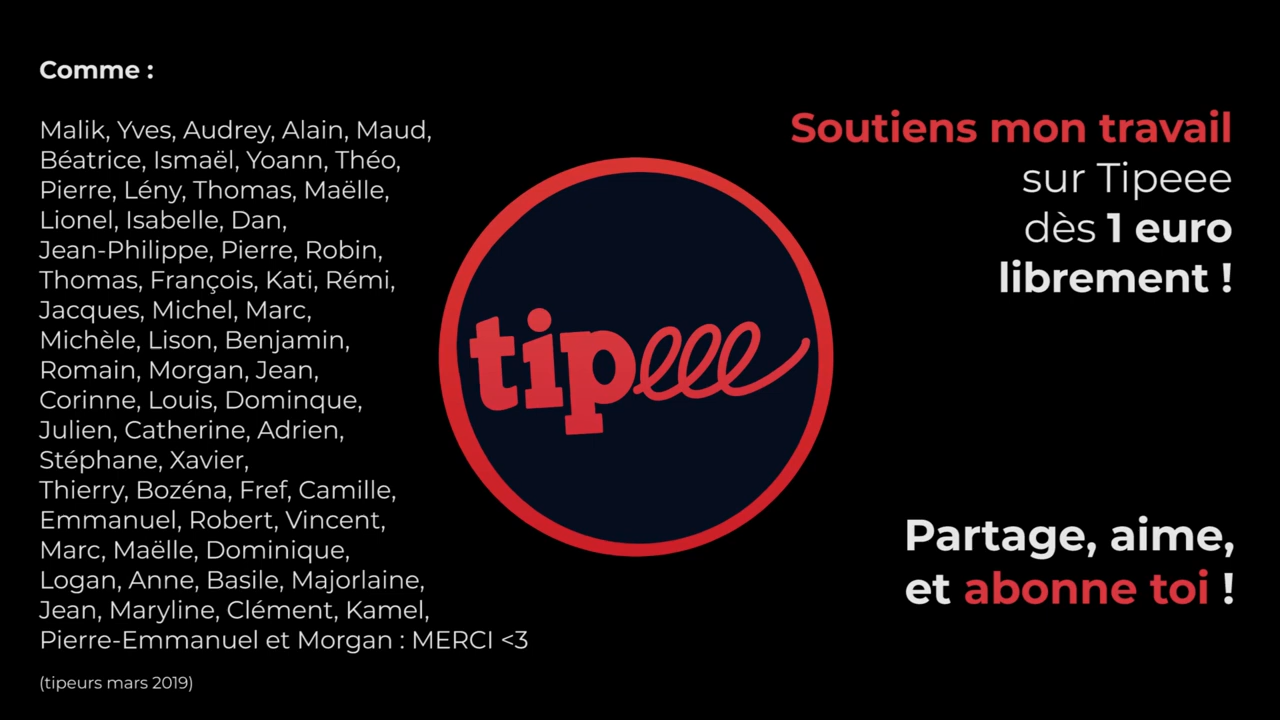 Comme :
Malik, Yves, Audrey, Alain, Maud,
Béatrice, Ismaël, Yoann, Théo,
Pierre, Lény, Thomas, Maëlle,
Lionel, Isabelle, Dan,
Jean-Philippe, Pierre, Robin,
Thomas, François, Kati, Rémi,
Jacques, Michel, Marc,
Michèle, Lison, Benjamin,
Romain, Morgan, Jean,
Corinne, Louis, Dominque,
Julien, Catherine, Adrien,
Stéphane, Xavier,
Thierry, Bozéna, Fref, Camille,
Emmanuel, Robert, Vincent,
Marc, Maëlle, Dominique,
Logan, Anne, Basile, Majorlaine,
Jean, Maryline, Clément, Kamel,
Pierre-Emmanuel et Morgan : MERCI <3
(tipeurs mars 2019)
tipeee
Soutiens mon travail
sur Tipeee
dès 1 euro
librement !
Partage, aime,
et abonne toi !